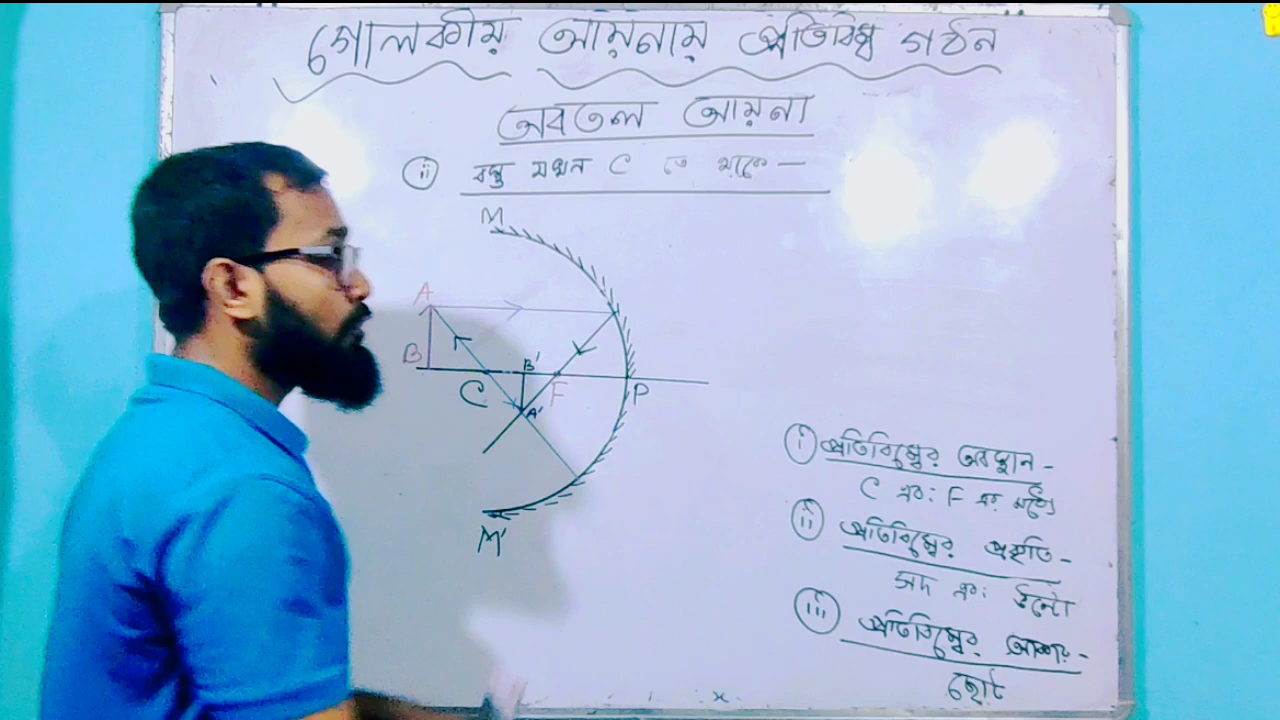 গোলকীয় আয়নায় প্রতিবিম্ব গঠন
অবতল আয়না
ii বস্তু যখন C তে থাকে —
M
A
B
B'
C
F
P
A'
M'
i প্রতিবিম্বের অবস্থান -
C এবং F এর মধ্যে
ii প্রতিবিম্বের প্রকৃতি -
সদ এবং উল্টো
iii প্রতিবিম্বের আকার -
ছোট